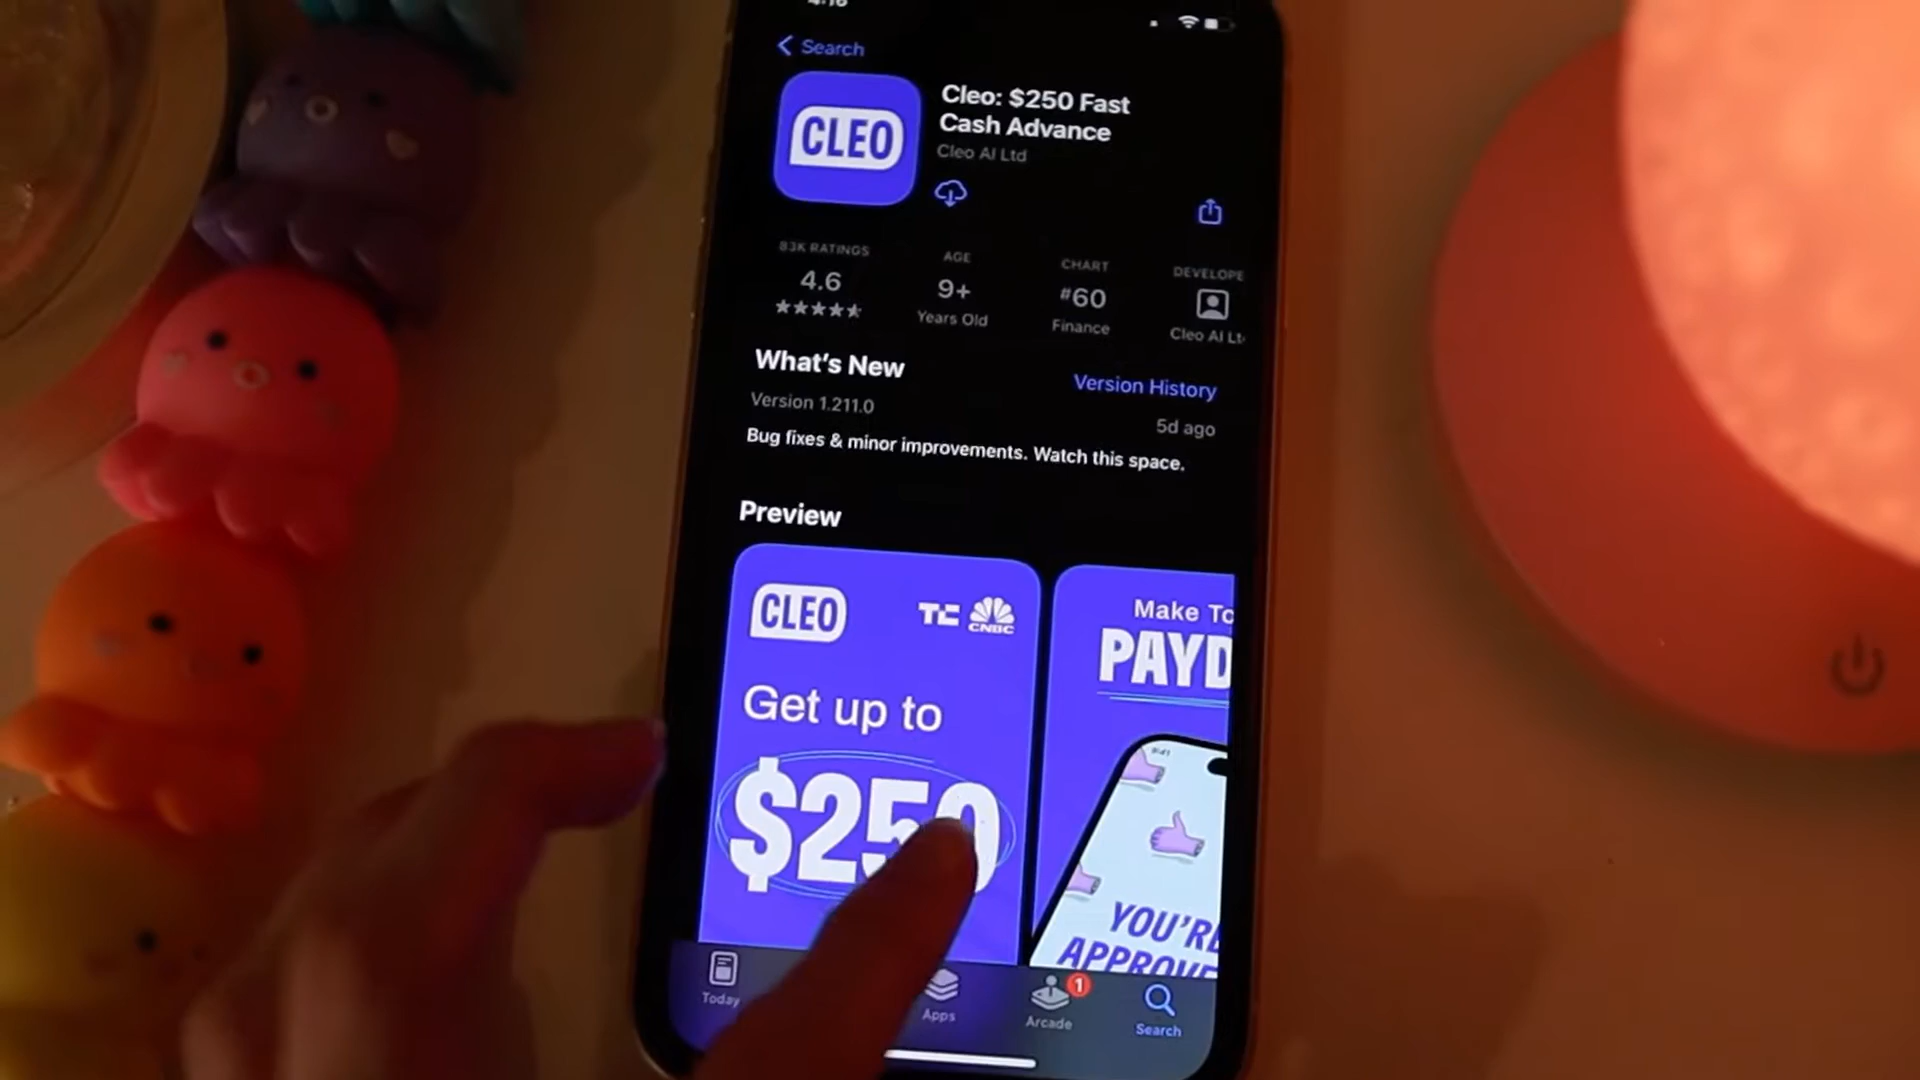 Search
CLEO
Cleo: $250 Fast
Cash Advance
Cleo AI Ltd
83K RATINGS
4.6
AGE
9+
Years Old
CHART
#60
Finance
DEVELOPE
Cleo AI Lt
What's New
Version History
Version 1.211.0
5d ago
Bug fixes & minor improvements. Watch this space.
Preview
CLEO
TC
CNBC
Get up to
$250
Make To
PAYD
YOU'RE
APPROVE
Today
Apps
Arcade
1
Search